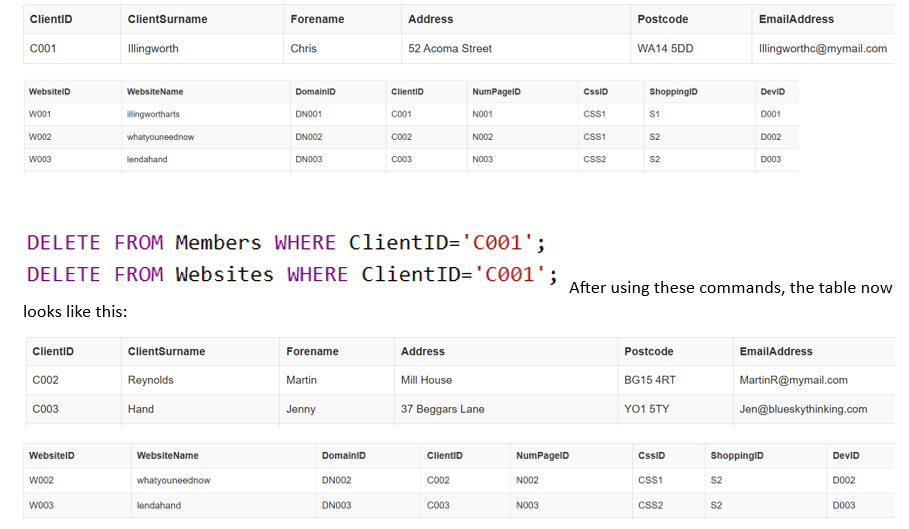 ClientID ClientSurname Forename Address Postcode EmailAddress
C001 Illingworth Chris 52 Acoma Street WA14 5DD Illingworthc@mymail.com
WebsiteID WebsiteName DomainID ClientID NumPageID CssID ShoppingID DevID
W001 illingwortharts DN001 C001 N001 CSS1 S1 D001
W002 whatyouneednow DN002 C002 N002 CSS1 S2 D002
W003 lendahand DN003 C003 N003 CSS2 S2 D003
DELETE FROM Members WHERE ClientID='C001';
DELETE FROM Websites WHERE ClientID='C001'; After using these commands, the table now
looks like this:
ClientID ClientSurname Forename Address Postcode EmailAddress
C002 Reynolds Martin Mill House BG15 4RT MartinR@mymail.com
C003 Hand Jenny 37 Beggars Lane YO1 5TY Jen@blueskythinking.com
WebsiteID WebsiteName DomainID ClientID NumPageID CssID ShoppingID DevID
W002 whatyouneednow DN002 C002 N002 CSS1 S2 D002
W003 lendahand DN003 C003 N003 CSS2 S2 D003